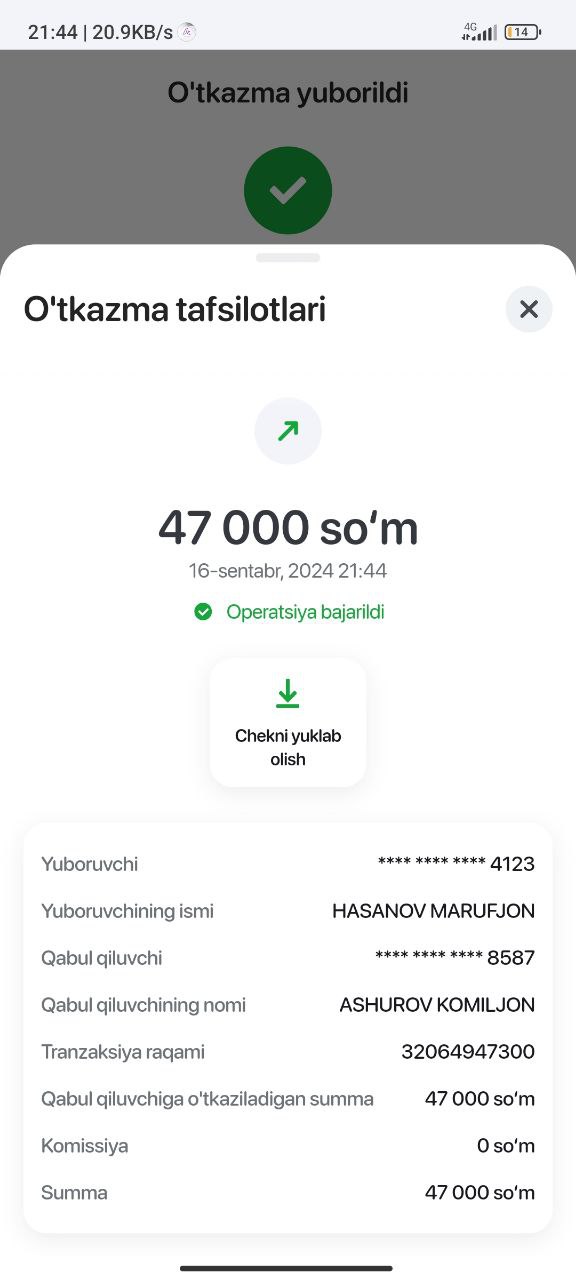 21:44 | 20.9KB/s
4G
14
O'tkazma yuborildi
O'tkazma tafsilotlari
47 000 so‘m
16-sentabr, 2024 21:44
Operatsiya bajarildi
Chekni yuklab
olish
Yuboruvchi **** **** **** 4123
Yuboruvchining ismi HASANOV MARUFJON
Qabul qiluvchi **** **** **** 8587
Qabul qiluvchining nomi ASHUROV KOMILJON
Tranzaksiya raqami 32064947300
Qabul qiluvchiga o'tkaziladigan summa 47 000 so‘m
Komissiya 0 so‘m
Summa 47 000 so‘m